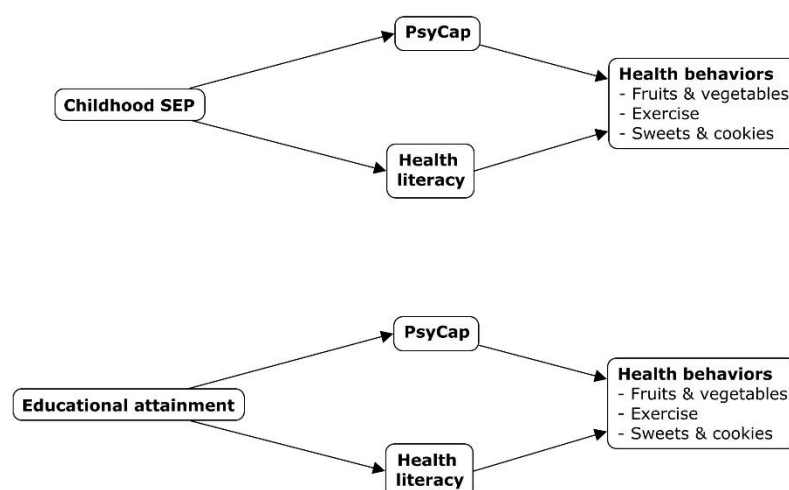 PsyCap
Childhood SEP
Health
literacy
Health behaviors
- Fruits & vegetables
- Exercise
- Sweets & cookies
PsyCap
Educational attainment
Health
literacy
Health behaviors
- Fruits & vegetables
- Exercise
- Sweets & cookies